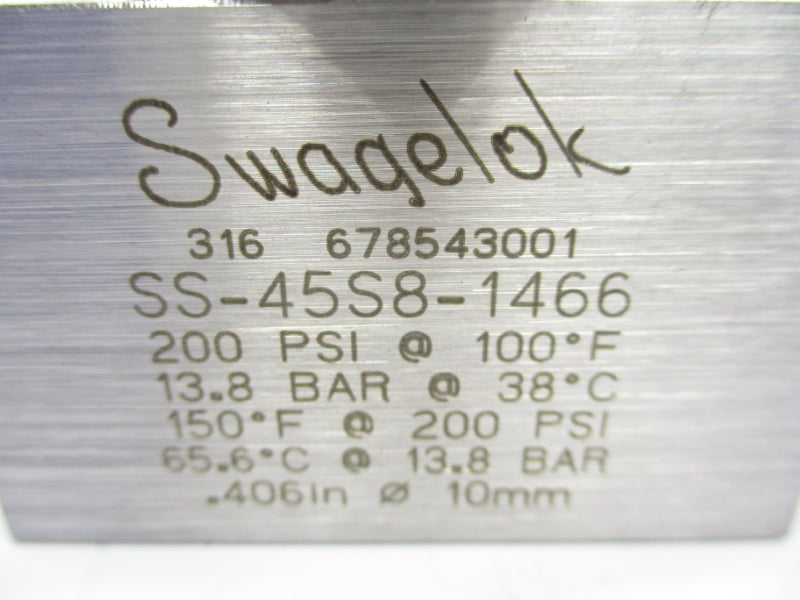 Swagelok
316 678543001
SS-45S8-1466
200 PSI @ 100°F
13.8 BAR @ 38°C
150°F @ 200 PSI
65.6°C @ 13.8 BAR
.406in ⌀ 10mm